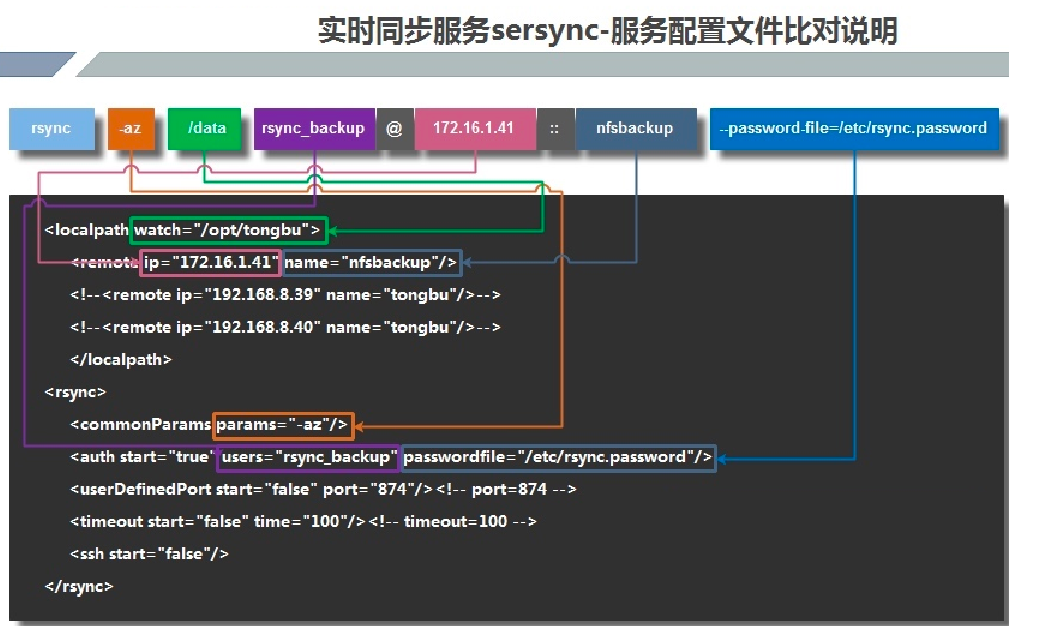 实时同步服务sersync-服务配置文件比对说明
rsync -az /data rsync_backup @ 172.16.1.41 :: nfsbackup --password-file=/etc/rsync.password
<localpath watch="/opt/tongbu">
<remote ip="172.16.1.41" name="nfsbackup"/>
<!--<remote ip="192.168.8.39" name="tongbu"/>-->
<!--<remote ip="192.168.8.40" name="tongbu"/>-->
</localpath>
<rsync>
<commonParams params="-az"/>
<auth start="true" users="rsync_backup" passwordfile="/etc/rsync.password"/>
<userDefinedPort start="false" port="874"/><!-- port=874 -->
<timeout start="false" time="100"/><!-- timeout=100 -->
<ssh start="false"/>
</rsync>